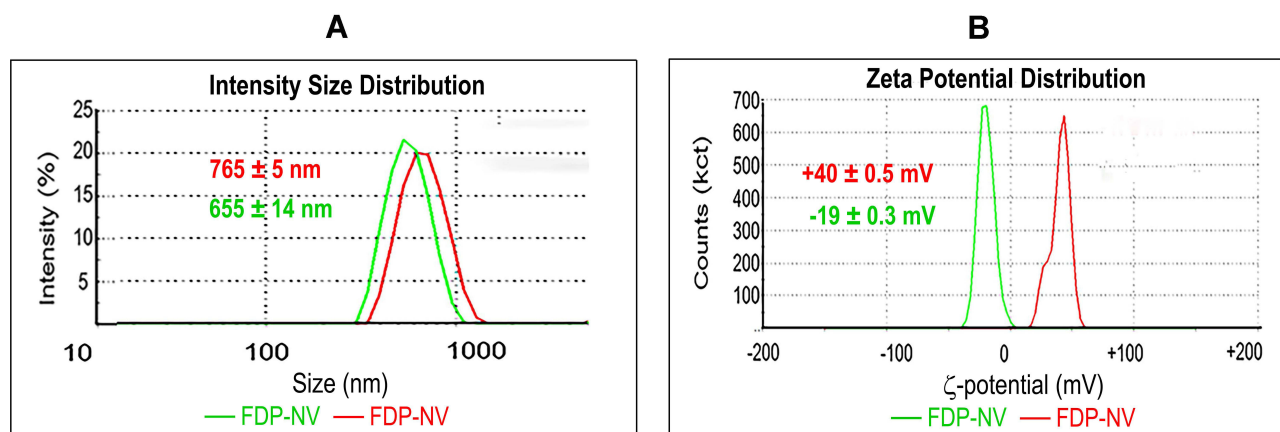 A
Intensity Size Distribution
Intensity (%)
25
20
15
10
5
765 ± 5 nm
655 ± 14 nm
10
100
1000
Size (nm)
FDP-NV FDP-NV
B
Zeta Potential Distribution
Counts (kct)
700
600
500
400
300
200
100
+40 ± 0.5 mV
-19 ± 0.3 mV
-200
-100
0
+100
+200
ζ-potential (mV)
FDP-NV FDP-NV